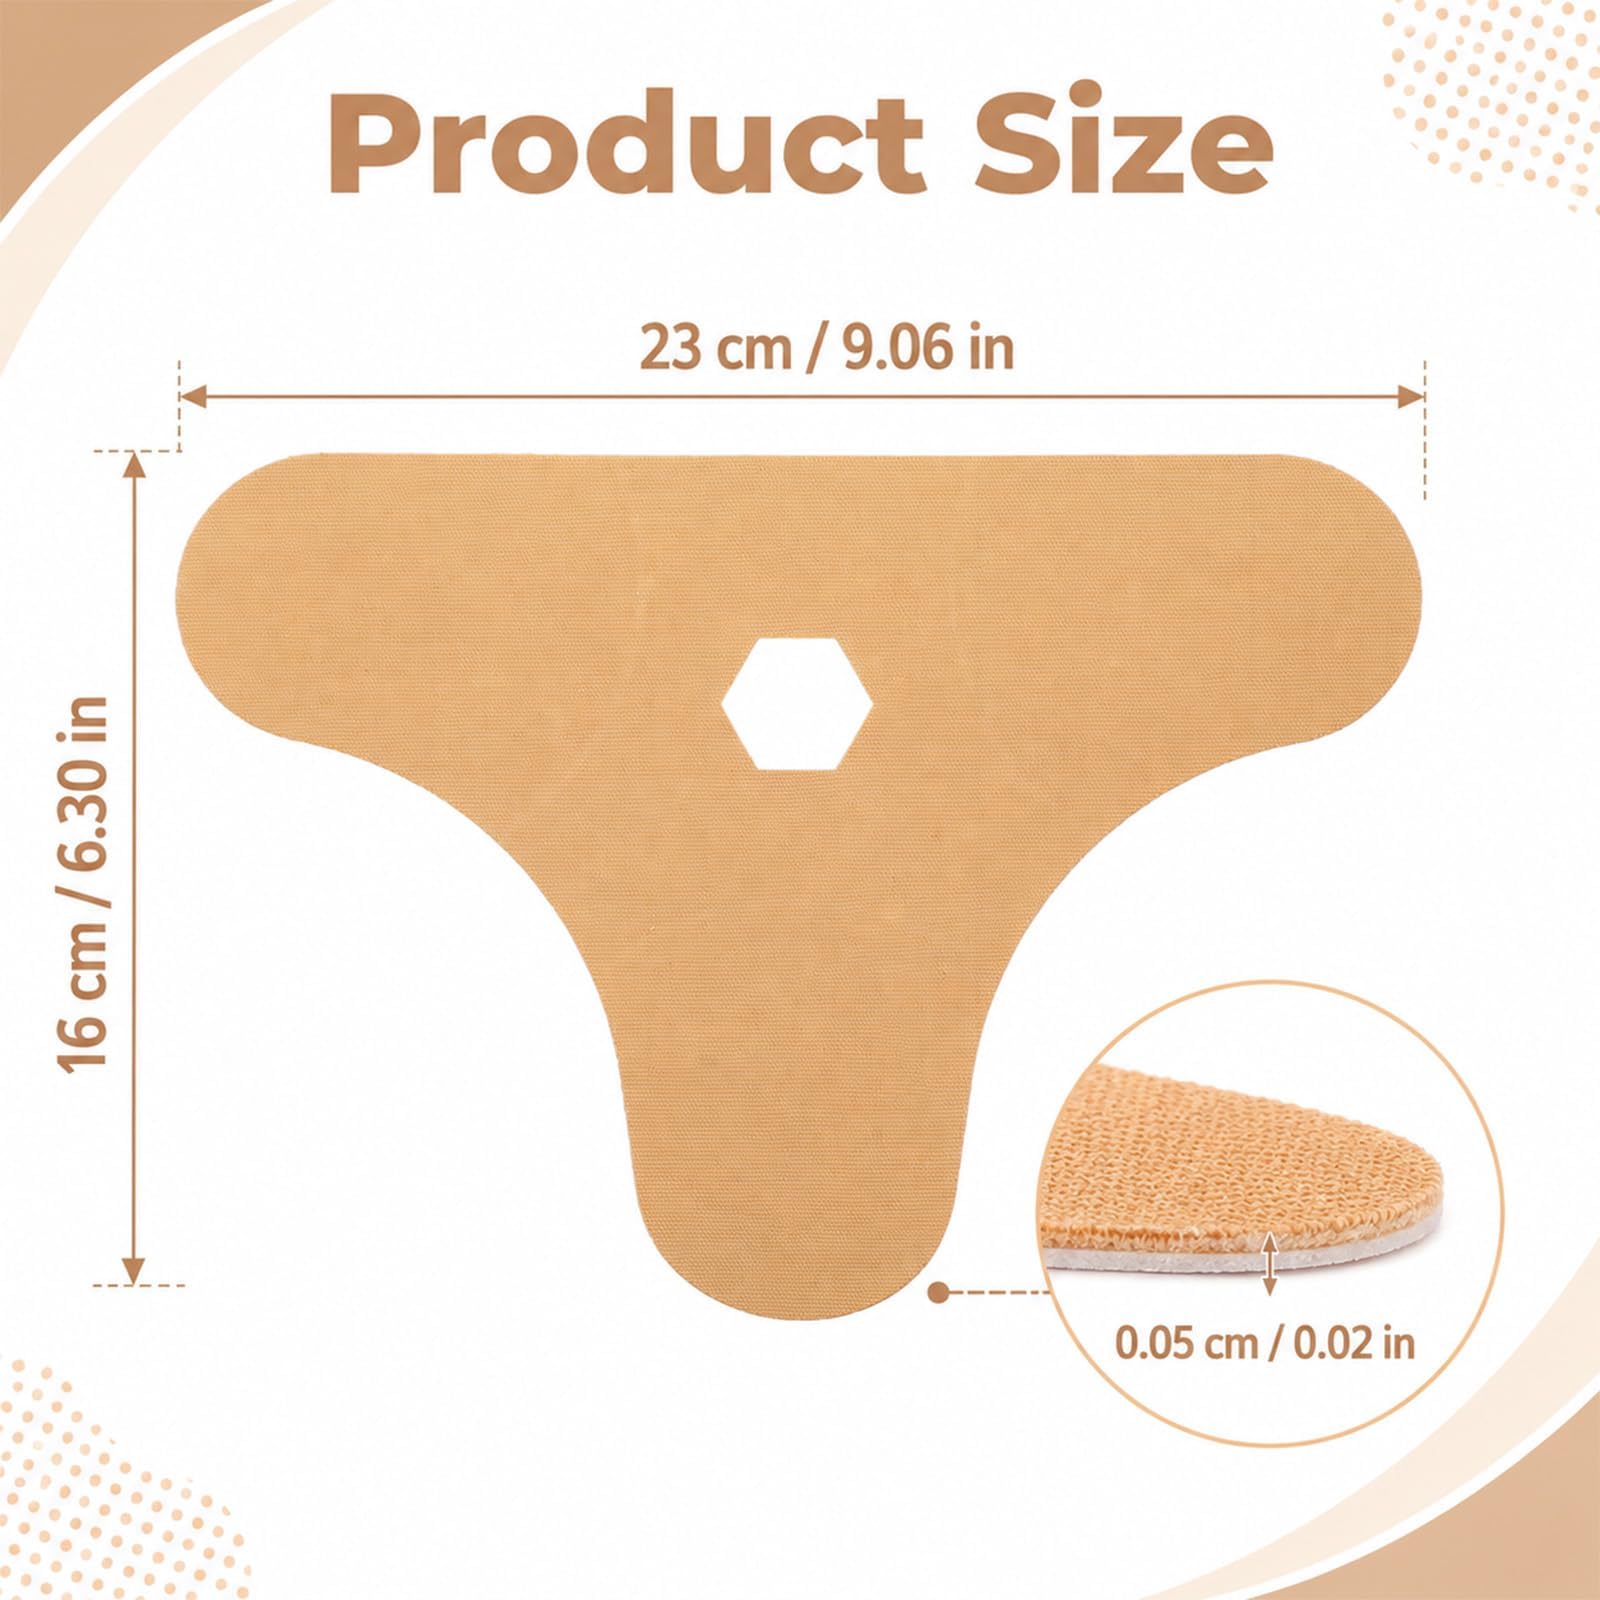 Product Size
23 cm / 9.06 in
16 cm / 6.30 in
0.05 cm / 0.02 in